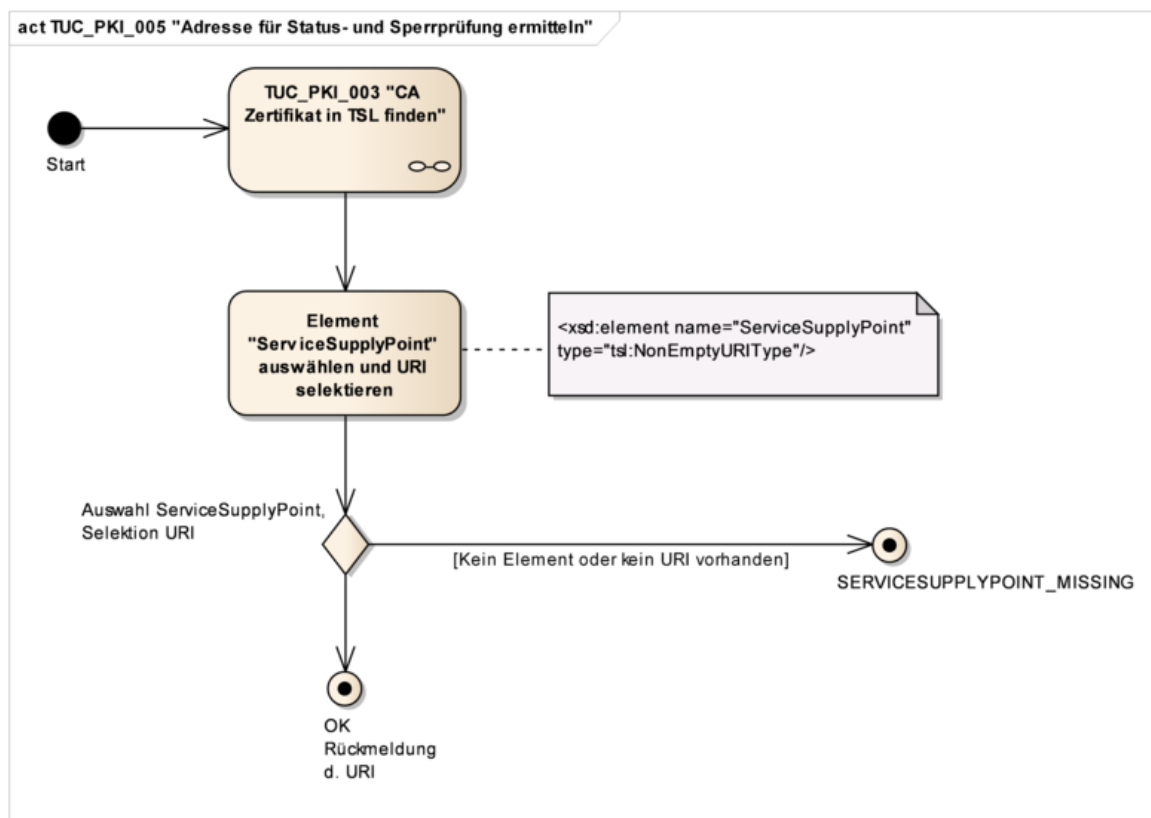 act TUC_PKI_005 "Adresse für Status- und Sperrprüfung ermitteln"
TUC_PKI_003 "CA
Zertifikat in TSL finden"
Start
Element
"ServiceSupplyPoint"
auswählen und URI
selektieren
<xsd:element name="ServiceSupplyPoint"
type="tsl:NonEmptyURIType"/>
Auswahl ServiceSupplyPoint,
Selektion URI
[Kein Element oder kein URI vorhanden]
SERVICESUPPLYPOINT_MISSING
OK
Rückmeldung
d. URI